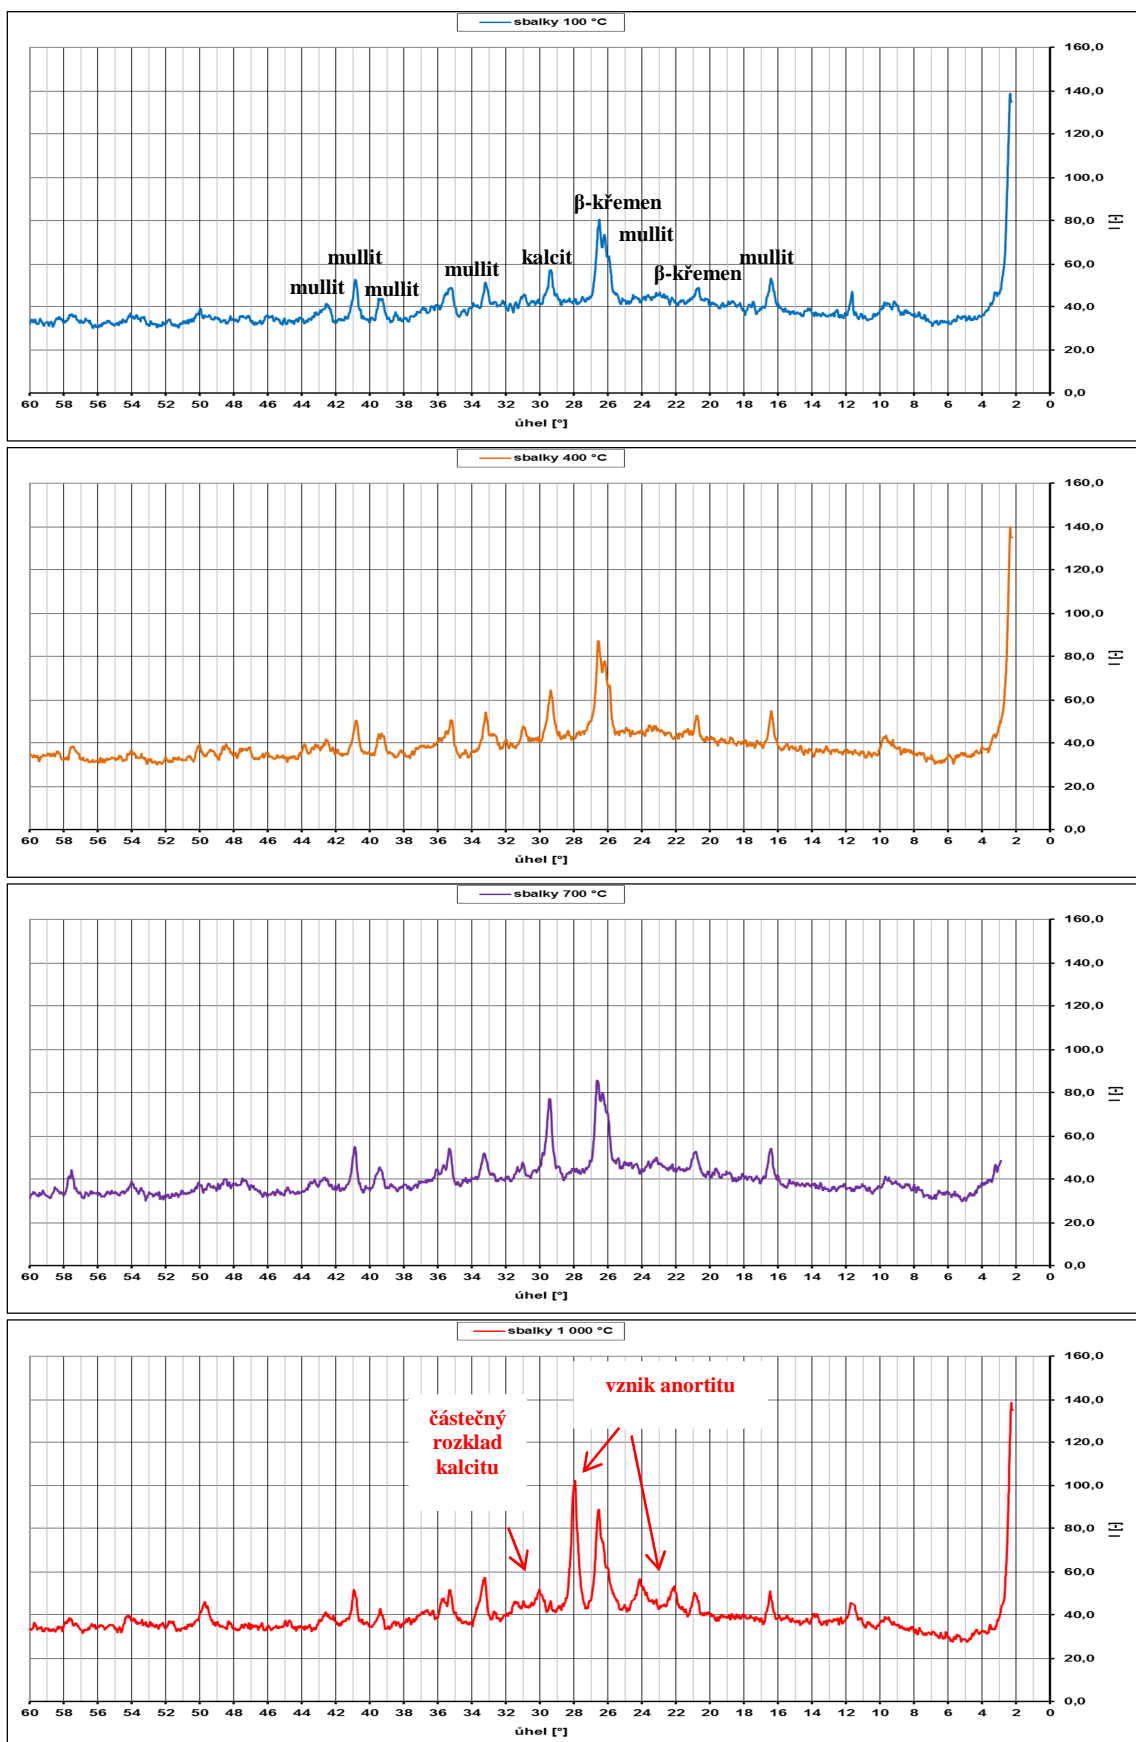 sbalky 100 °C
160,0
140,0
120,0
100,0
80,0
60,0
40,0
20,0
0,0
I [-]
β-křemen
mullit
mullit
kalcit
mullit
mullit
β-křemen
mullit
mullit
60 58 56 54 52 50 48 46 44 42 40 38 36 34 32 30 28 26 24 22 20 18 16 14 12 10 8 6 4 2 0
úhel [°]
sbalky 400 °C
160,0
140,0
120,0
100,0
80,0
60,0
40,0
20,0
0,0
I [-]
60 58 56 54 52 50 48 46 44 42 40 38 36 34 32 30 28 26 24 22 20 18 16 14 12 10 8 6 4 2 0
úhel [°]
sbalky 700 °C
160,0
140,0
120,0
100,0
80,0
60,0
40,0
20,0
0,0
I [-]
60 58 56 54 52 50 48 46 44 42 40 38 36 34 32 30 28 26 24 22 20 18 16 14 12 10 8 6 4 2 0
úhel [°]
sbalky 1 000 °C
160,0
140,0
120,0
100,0
80,0
60,0
40,0
20,0
0,0
I [-]
vznik anortitu
částečný
rozklad
kalcitu
60 58 56 54 52 50 48 46 44 42 40 38 36 34 32 30 28 26 24 22 20 18 16 14 12 10 8 6 4 2 0
úhel [°]